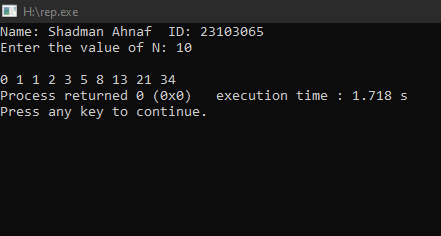 H:\rep.exe
Name: Shadman Ahnaf  ID: 23103065
Enter the value of N: 10
0 1 1 2 3 5 8 13 21 34
Process returned 0 (0x0)   execution time : 1.718 s
Press any key to continue.